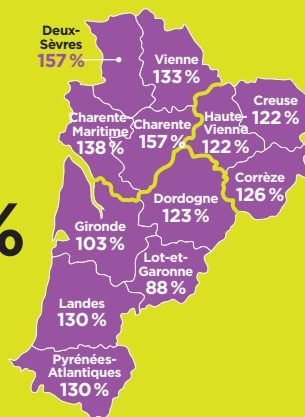 Deux-
Sèvres
157 %
Vienne
133 %
Creuse
122 %
Charente-
Maritime
138 %
Charente
157 %
Haute-
Vienne
122 %
Corrèze
126 %
Dordogne
123 %
%
Gironde
103 %
Lot-et-
Garonne
88 %
Landes
130 %
Pyrénées-
Atlantiques
130 %